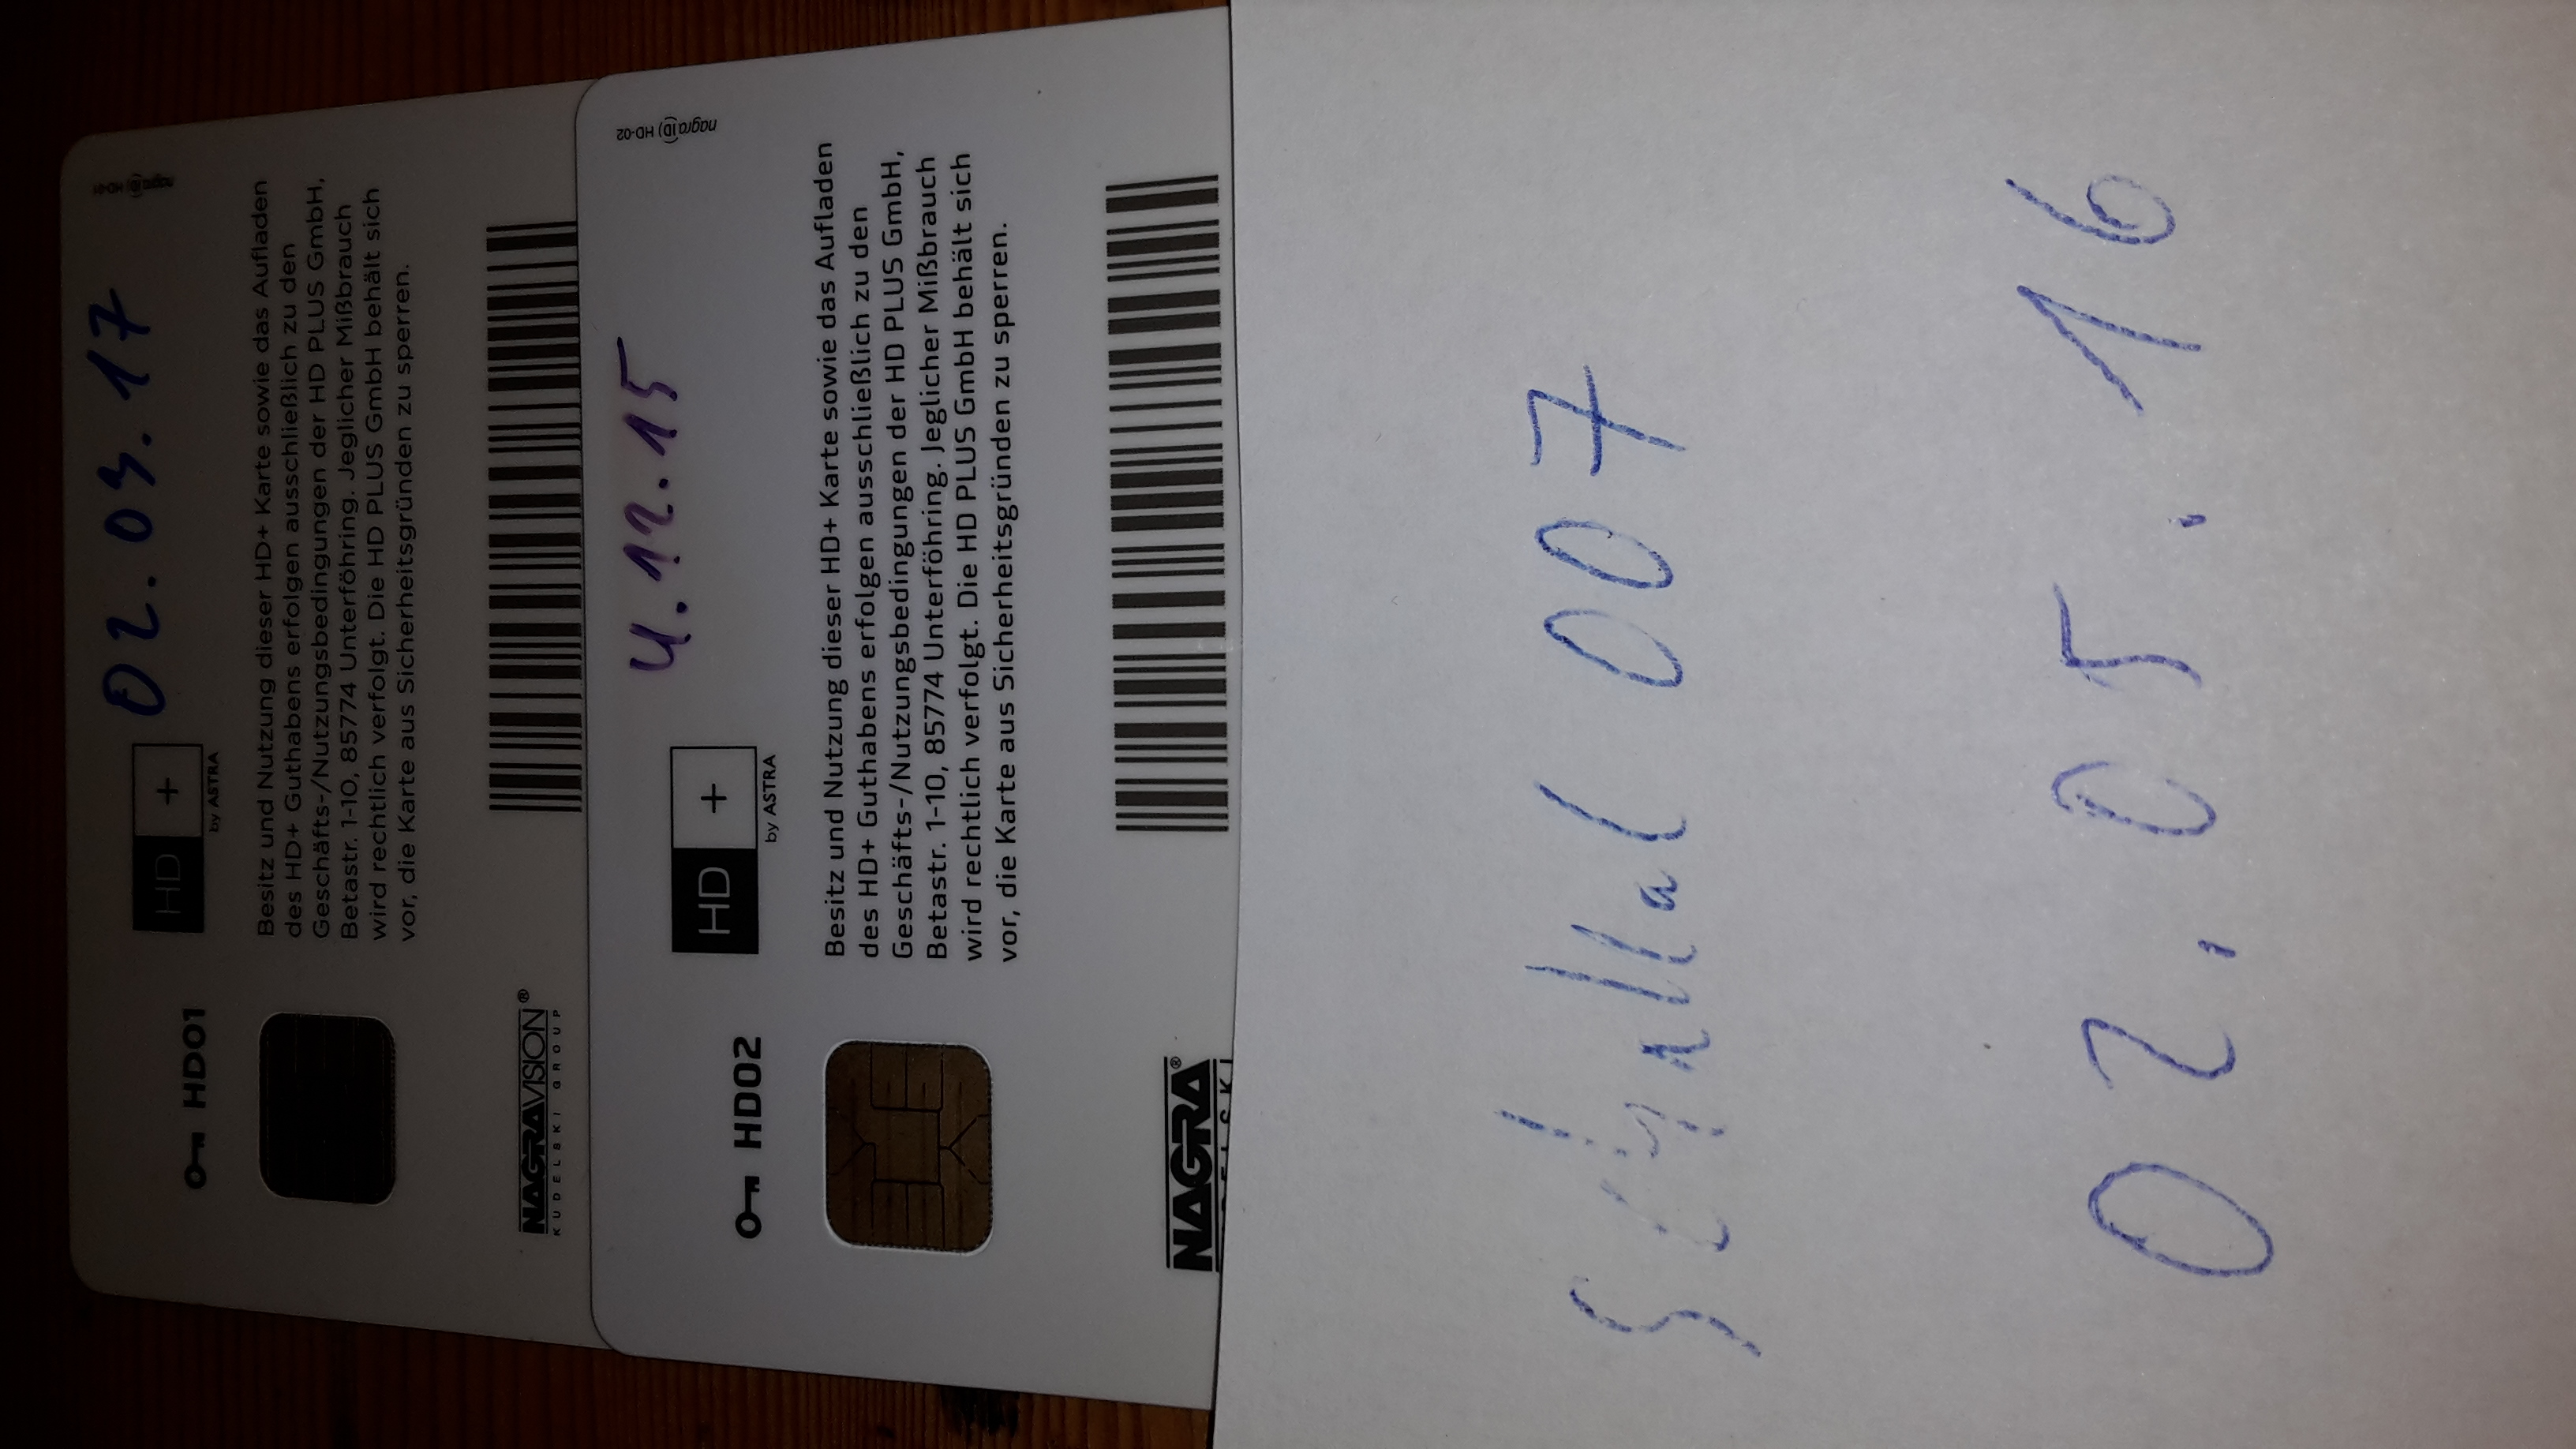 nagra ID HD-01
02.03.17
HD + by ASTRA
HD01
Besitz und Nutzung dieser HD+ Karte sowie das Aufladen
des HD+ Guthabens erfolgen ausschließlich zu den
Geschäfts-/Nutzungsbedingungen der HD PLUS GmbH,
Betastr. 1-10, 85774 Unterföhring. Jeglicher Mißbrauch
wird rechtlich verfolgt. Die HD PLUS GmbH behält sich
vor, die Karte aus Sicherheitsgründen zu sperren.
NAGRAVISION®
KUDELSKI GROUP
nagra ID HD-02
4.12.15
HD + by ASTRA
HD02
Besitz und Nutzung dieser HD+ Karte sowie das Aufladen
des HD+ Guthabens erfolgen ausschließlich zu den
Geschäfts-/Nutzungsbedingungen der HD PLUS GmbH,
Betastr. 1-10, 85774 Unterföhring. Jeglicher Mißbrauch
wird rechtlich verfolgt. Die HD PLUS GmbH behält sich
vor, die Karte aus Sicherheitsgründen zu sperren.
NAGRA®
007
02.05.16